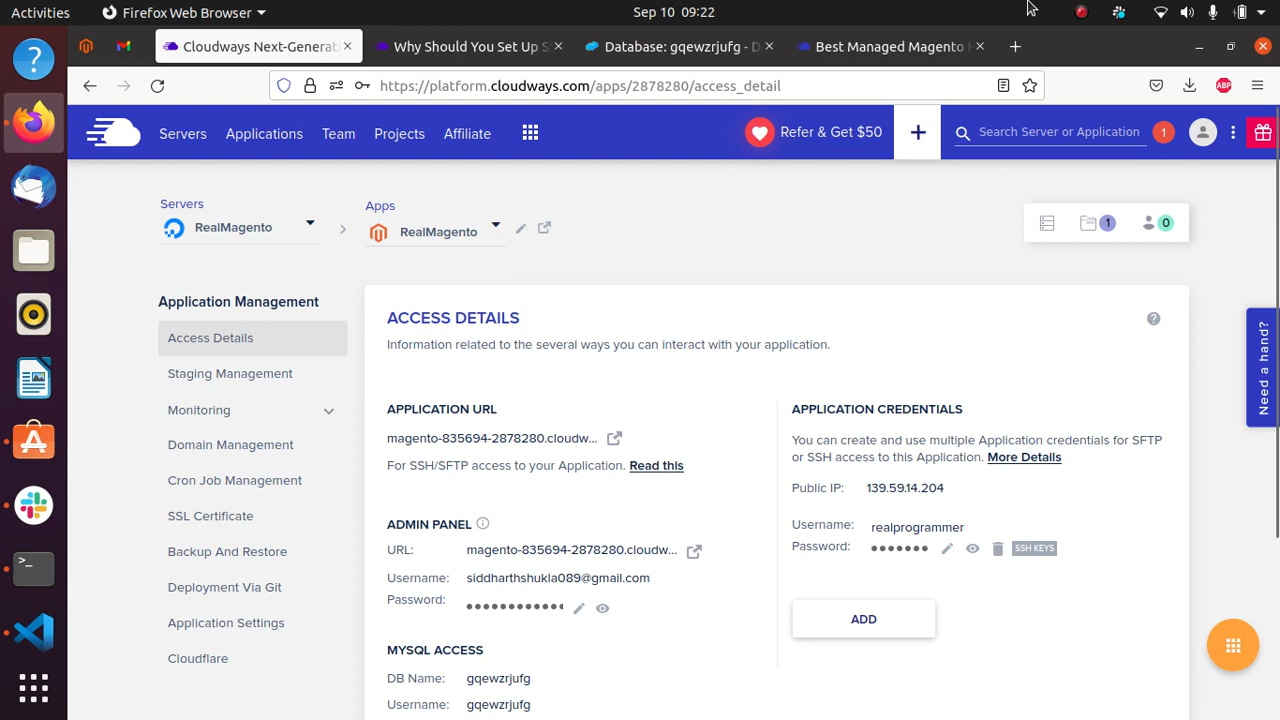 Activities
Firefox Web Browser
Sep 10 09:22
Cloudways Next-Generati
Why Should You Set Up S
Database: gqewzrjufg - D
Best Managed Magento
https://platform.cloudways.com/apps/2878280/access_detail
ABP
Servers
Applications
Team
Projects
Affiliate
Refer & Get $50
Search Server or Application
1
Servers
RealMagento
Apps
RealMagento
1
0
Application Management
Access Details
Staging Management
Monitoring
Domain Management
Cron Job Management
SSL Certificate
Backup And Restore
Deployment Via Git
Application Settings
Cloudflare
ACCESS DETAILS
Information related to the several ways you can interact with your application.
APPLICATION URL
magento-835694-2878280.cloudw...
For SSH/SFTP access to your Application. Read this
ADMIN PANEL
URL: magento-835694-2878280.cloudw...
Username: siddharthshukla089@gmail.com
Password: ••••••••••••
MYSQL ACCESS
DB Name: gqewzrjufg
Username: gqewzrjufg
APPLICATION CREDENTIALS
You can create and use multiple Application credentials for SFTP
or SSH access to this Application. More Details
Public IP: 139.59.14.204
Username: realprogrammer
Password: •••••••
SSH KEYS
ADD
Need a hand?